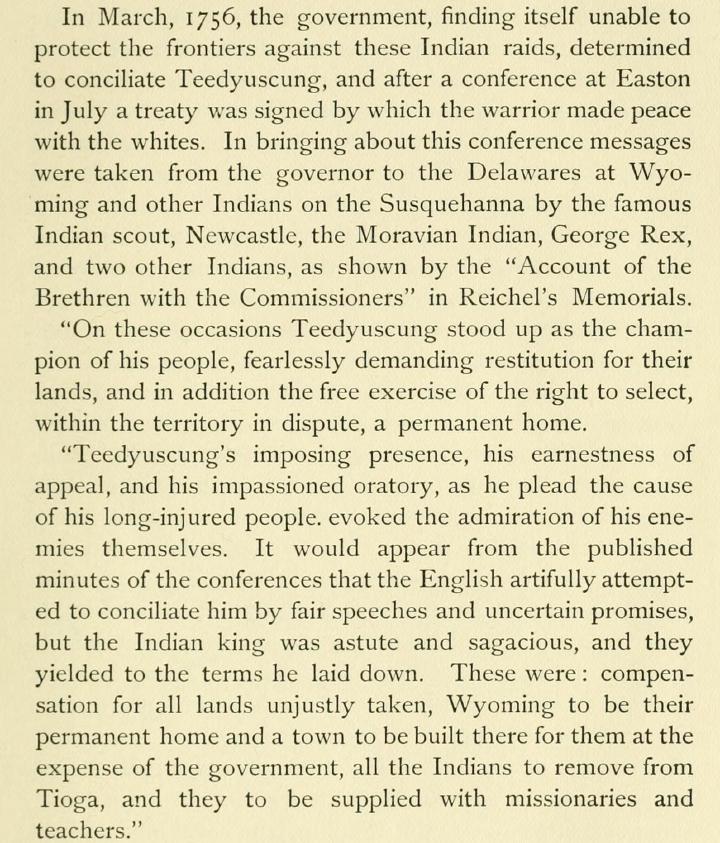 In March, 1756, the government, finding itself unable to
protect the frontiers against these Indian raids, determined
to conciliate Teedyuscung, and after a conference at Easton
in July a treaty was signed by which the warrior made peace
with the whites. In bringing about this conference messages
were taken from the governor to the Delawares at Wyo-
ming and other Indians on the Susquehanna by the famous
Indian scout, Newcastle, the Moravian Indian, George Rex,
and two other Indians, as shown by the “Account of the
Brethren with the Commissioners” in Reichel’s Memorials.
“On these occasions Teedyuscung stood up as the cham-
pion of his people, fearlessly demanding restitution for their
lands, and in addition the free exercise of the right to select,
within the territory in dispute, a permanent home.
“Teedyuscung’s imposing presence, his earnestness of
appeal, and his impassioned oratory, as he plead the cause
of his long-injured people. evoked the admiration of his ene-
mies themselves. It would appear from the published
minutes of the conferences that the English artifully attempt-
ed to conciliate him by fair speeches and uncertain promises,
but the Indian king was astute and sagacious, and they
yielded to the terms he laid down. These were : compen-
sation for all lands unjustly taken, Wyoming to be their
permanent home and a town to be built there for them at the
expense of the government, all the Indians to remove from
Tioga, and they to be supplied with missionaries and
teachers.”